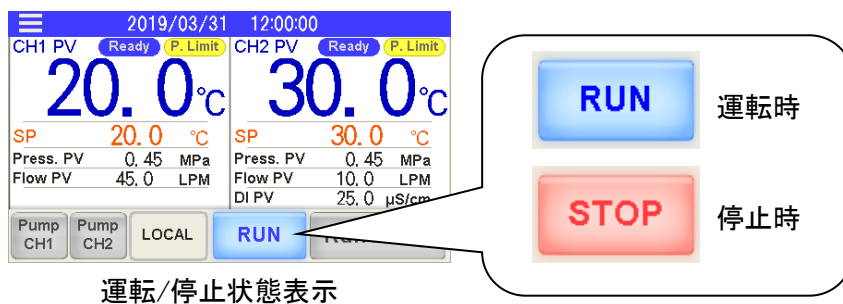 2019/03/31 12:00:00
CH1 PV Ready P. Limit CH2 PV Ready P. Limit
20.0℃ 30.0℃
SP 20.0 ℃ SP 30.0 ℃
Press. PV 0.45 MPa Press. PV 0.45 MPa
Flow PV 45.0 LPM Flow PV 10.0 LPM
DI PV 25.0 μS/cm
Pump CH1
Pump CH2
LOCAL
RUN
運転/停止状態表示
RUN 運転時
STOP 停止時